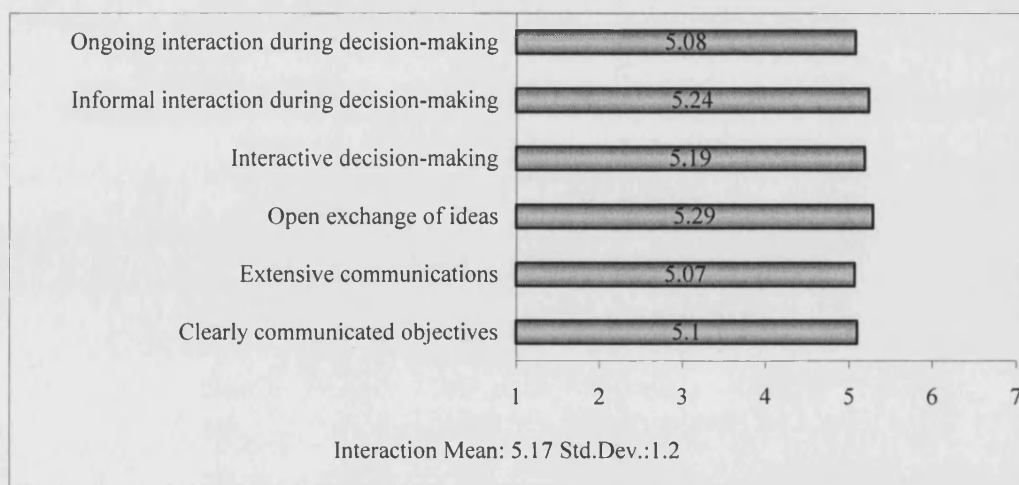 Ongoing interaction during decision-making 5.08
Informal interaction during decision-making 5.24
Interactive decision-making 5.19
Open exchange of ideas 5.29
Extensive communications 5.07
Clearly communicated objectives 5.1
1 2 3 4 5 6 7
Interaction Mean: 5.17 Std.Dev.:1.2